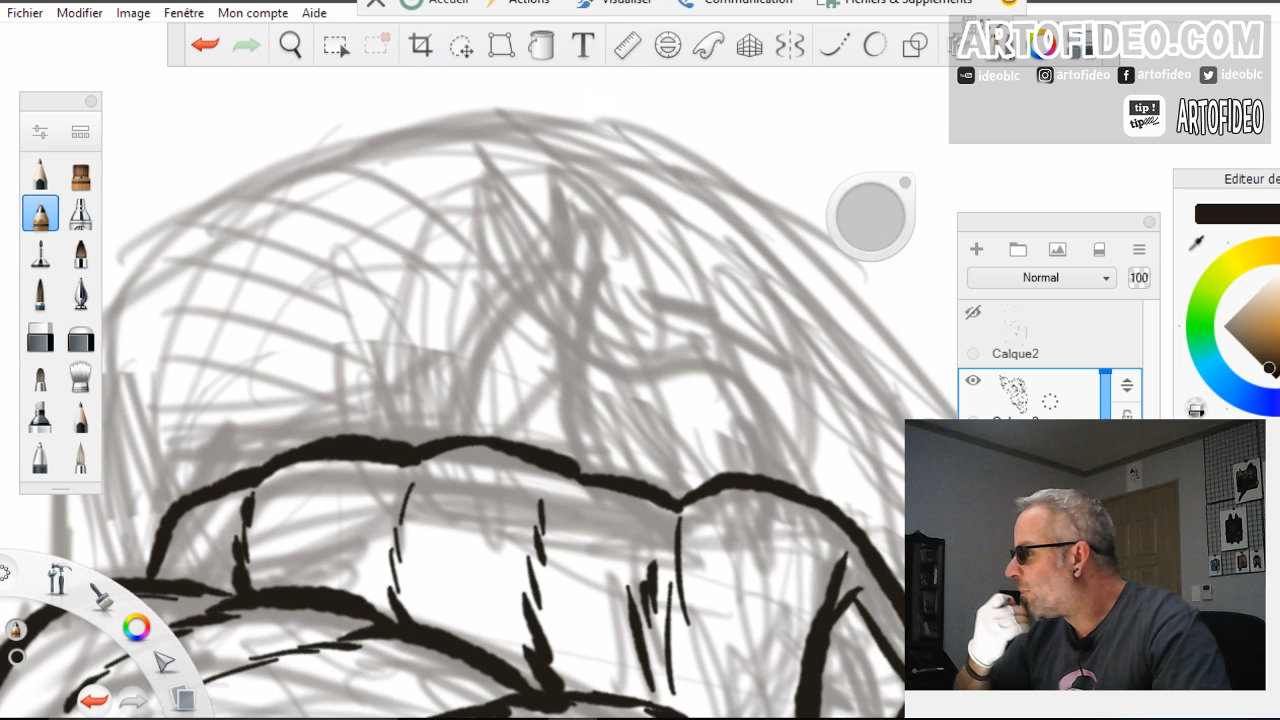 Accueil Actions Visualiser Communication Fichiers & Suppléments
Fichier Modifier Image Fenêtre Mon compte Aide
T
ARTOFIDEO.COM
ideoblc artofideo artofideo ideoblc
tip !
tip
ARTOFIDEO
Editeur de
Normal 100
Calque2